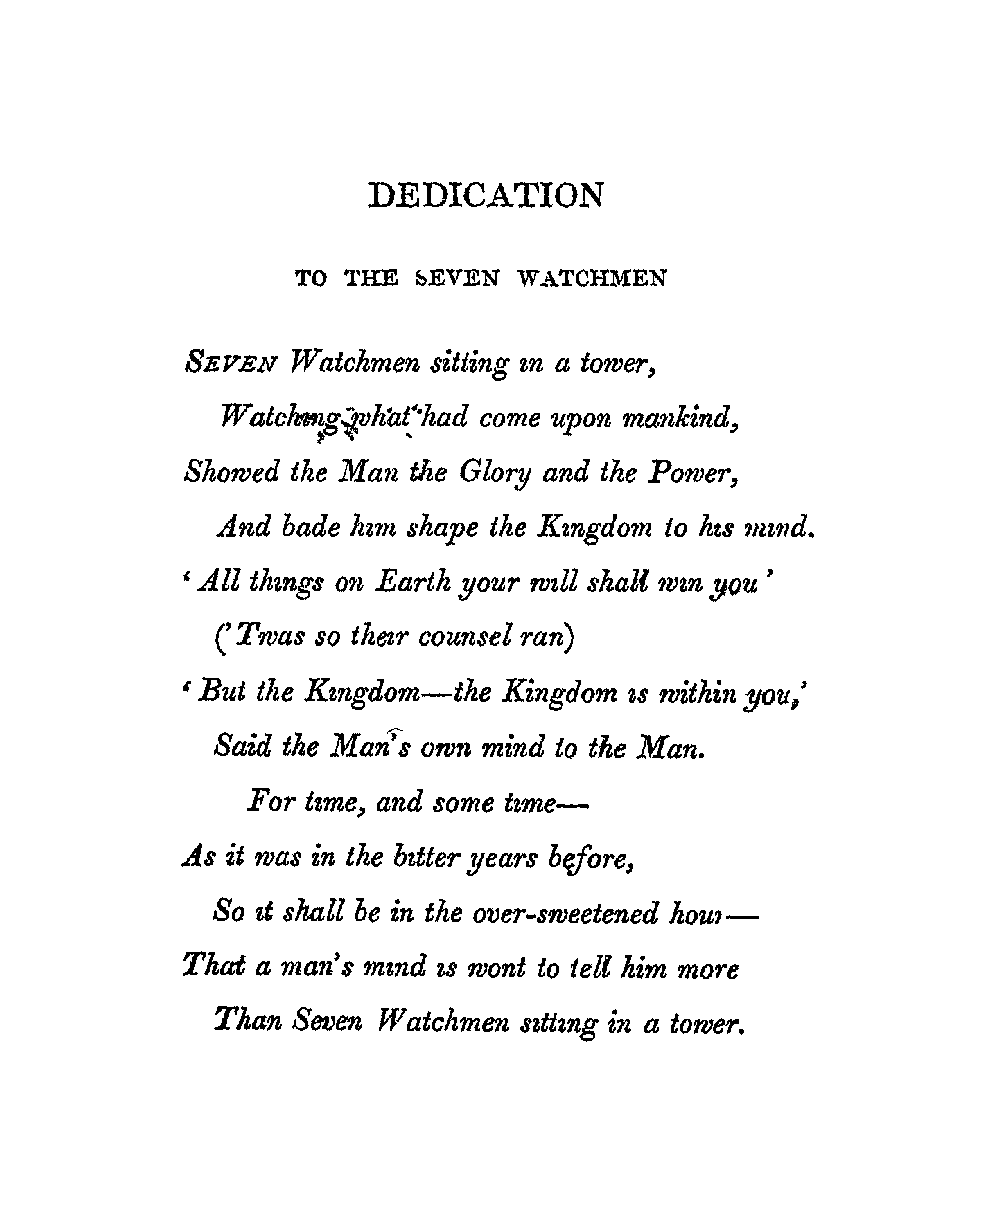 DEDICATION
TO THE SEVEN WATCHMEN
SEVEN Watchmen sitting in a tower,
Watching what had come upon mankind,
Showed the Man the Glory and the Power,
And bade him shape the Kingdom to his mind.
‘All things on Earth your will shall win you’
(’Twas so their counsel ran)
‘But the Kingdom—the Kingdom is within you,’
Said the Man’s own mind to the Man.
For time, and some time—
As it was in the bitter years before,
So it shall be in the over-sweetened hour—
That a man’s mind is wont to tell him more
Than Seven Watchmen sitting in a tower.